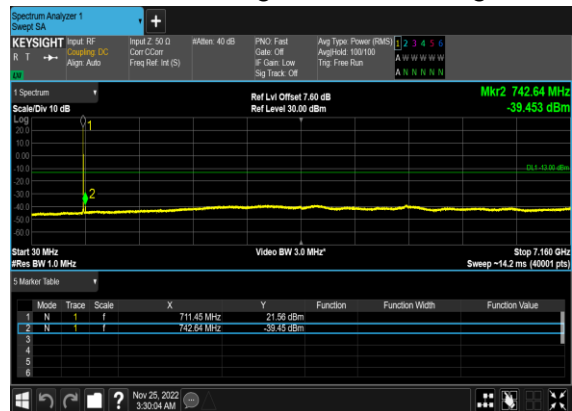 Spectrum Analyzer 1
Swept SA
+
KEYSIGHT Input: RF Input Z: 50 Ω #Atten: 40 dB PNO: Fast Avg Type: Power (RMS) 1 2 3 4 5 6
R T Coupling: DC Corr CCorr Gate: Off Avg|Hold: 100/100 A W W W W W
Align: Auto Freq Ref: Int (S) IF Gain: Low Trig: Free Run
LW Sig Track: Off A N N N N N
1 Spectrum Ref Lvl Offset 7.60 dB Mkr2 742.64 MHz
Scale/Div 10 dB Ref Level 30.00 dBm -39.453 dBm
Log
20.0
10.0
0.00
-10.0
-20.0
-30.0
-40.0
-50.0
-60.0
1
2
DL1 -13.00 dBm
Start 30 MHz Video BW 3.0 MHz* Stop 7.160 GHz
#Res BW 1.0 MHz Sweep ~14.2 ms (40001 pts)
5 Marker Table
Mode Trace Scale X Y Function Function Width Function Value
1 N 1 f 711.45 MHz 21.56 dBm
2 N 1 f 742.64 MHz -39.45 dBm
3
4
5
6
? Nov 25, 2022
3:30:04 AM